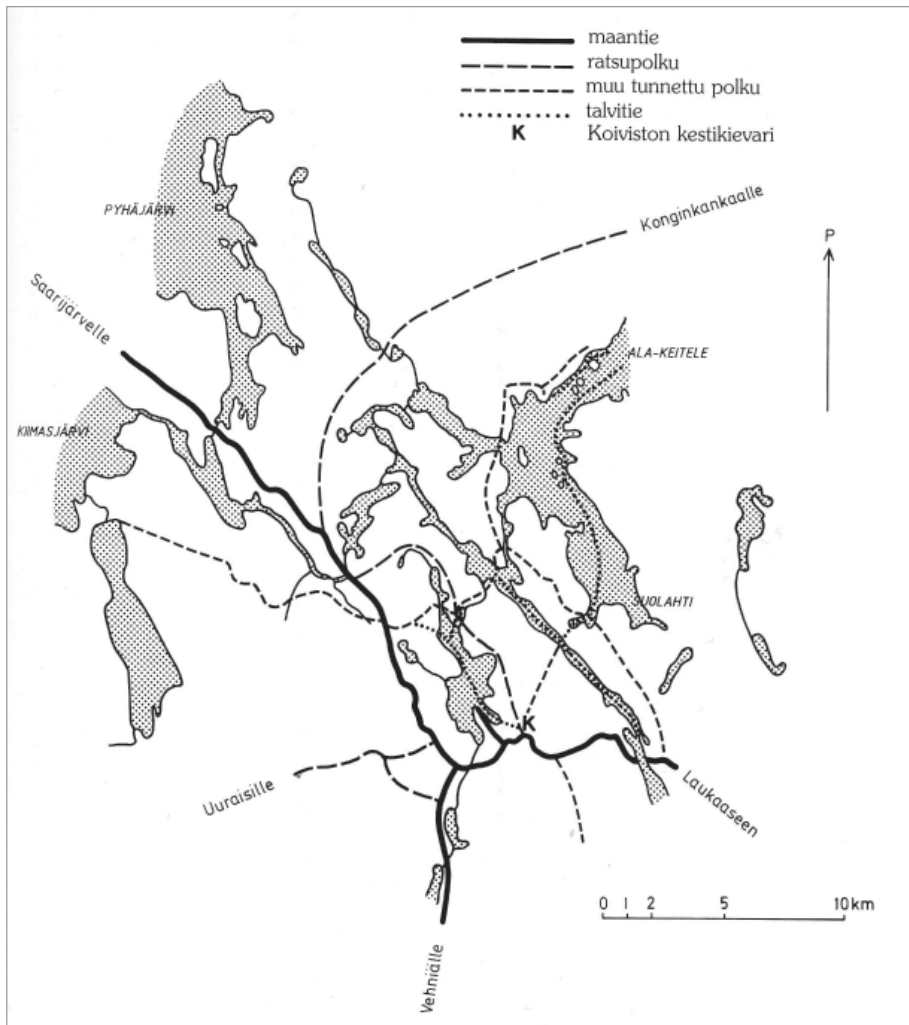 maantie
ratsupolku
muu tunnettu polku
talvitie
K Koiviston kestikievari
PYHÄJÄRVI
Konginkankaalle
P
Saarijärvelle
ALA-KEITELE
KIIMASJÄRVI
SUOLAHTI
K
Uuraisille
Laukaaseen
0 1 2 5 10 km
Vehniälle